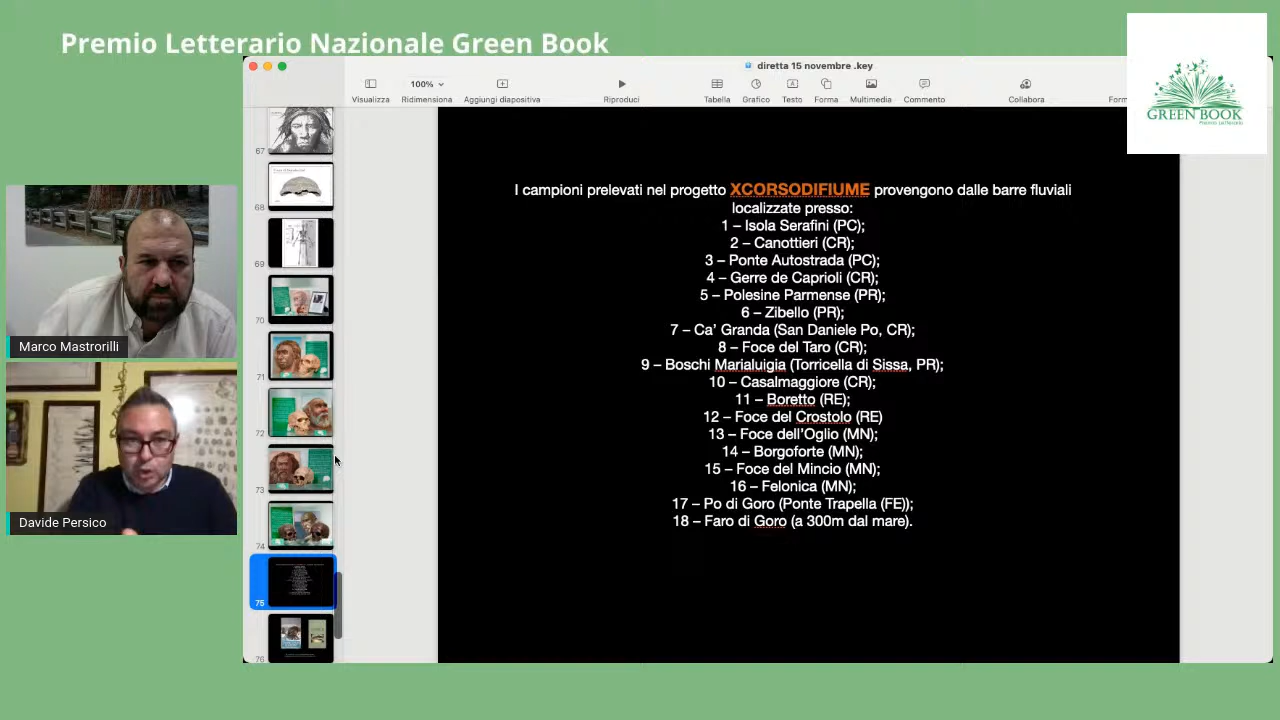 Premio Letterario Nazionale Green Book
diretta 15 novembre .key
100%
Visualizza
Ridimensiona
Aggiungi diapositiva
Riproduci
Tabella
Grafico
Testo
Forma
Multimedia
Commento
Collabora
Form
GREEN BOOK
67
68
69
70
71
72
73
74
75
76
I campioni prelevati nel progetto XCORSODIFIUME provengono dalle barre fluviali
localizzate presso:
1 – Isola Serafini (PC);
2 – Canottieri (CR);
3 – Ponte Autostrada (PC);
4 – Gerre de Caprioli (CR);
5 – Polesine Parmense (PR);
6 – Zibello (PR);
7 – Ca' Granda (San Daniele Po, CR);
8 – Foce del Taro (CR);
9 – Boschi Marialuigia (Torricella di Sissa, PR);
10 – Casalmaggiore (CR);
11 – Boretto (RE);
12 – Foce del Crostolo (RE)
13 – Foce dell'Oglio (MN);
14 – Borgoforte (MN);
15 – Foce del Mincio (MN);
16 – Felonica (MN);
17 – Po di Goro (Ponte Trapella (FE));
18 – Faro di Goro (a 300m dal mare).
Marco Mastrorilli
Davide Persico